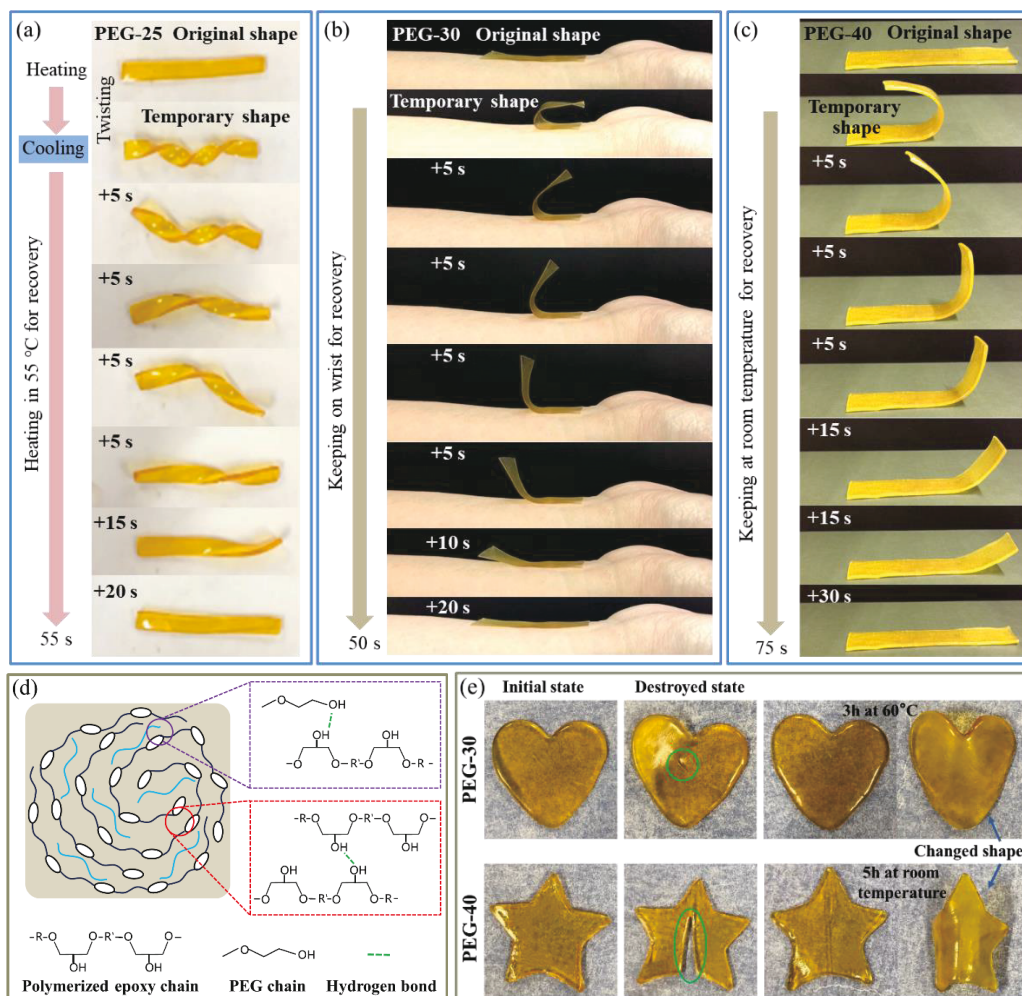 (a)
PEG-25 Original shape
Heating
Twisting
Temporary shape
Cooling
+5 s
+5 s
+5 s
+5 s
+15 s
+20 s
Heating in 55 °C for recovery
55 s
(b)
PEG-30 Original shape
Temporary shape
+5 s
+5 s
+5 s
+5 s
+10 s
+20 s
Keeping on wrist for recovery
50 s
(c)
PEG-40 Original shape
Temporary
shape
+5 s
+5 s
+5 s
+15 s
+15 s
+30 s
Keeping at room temperature for recovery
75 s
(d)
O
OH
OH
OH
–O
O–R'–O
O–R–
–R–O
O–R'–O
O–
OH
OH
OH
OH
–O
O–R'–O
O–R–
–R–O
O–R'–O
O–
OH
OH
O
OH
Polymerized epoxy chain
PEG chain
Hydrogen bond
(e)
Initial state
Destroyed state
PEG-30
3h at 60°C
Changed shape
PEG-40
5h at room
temperature